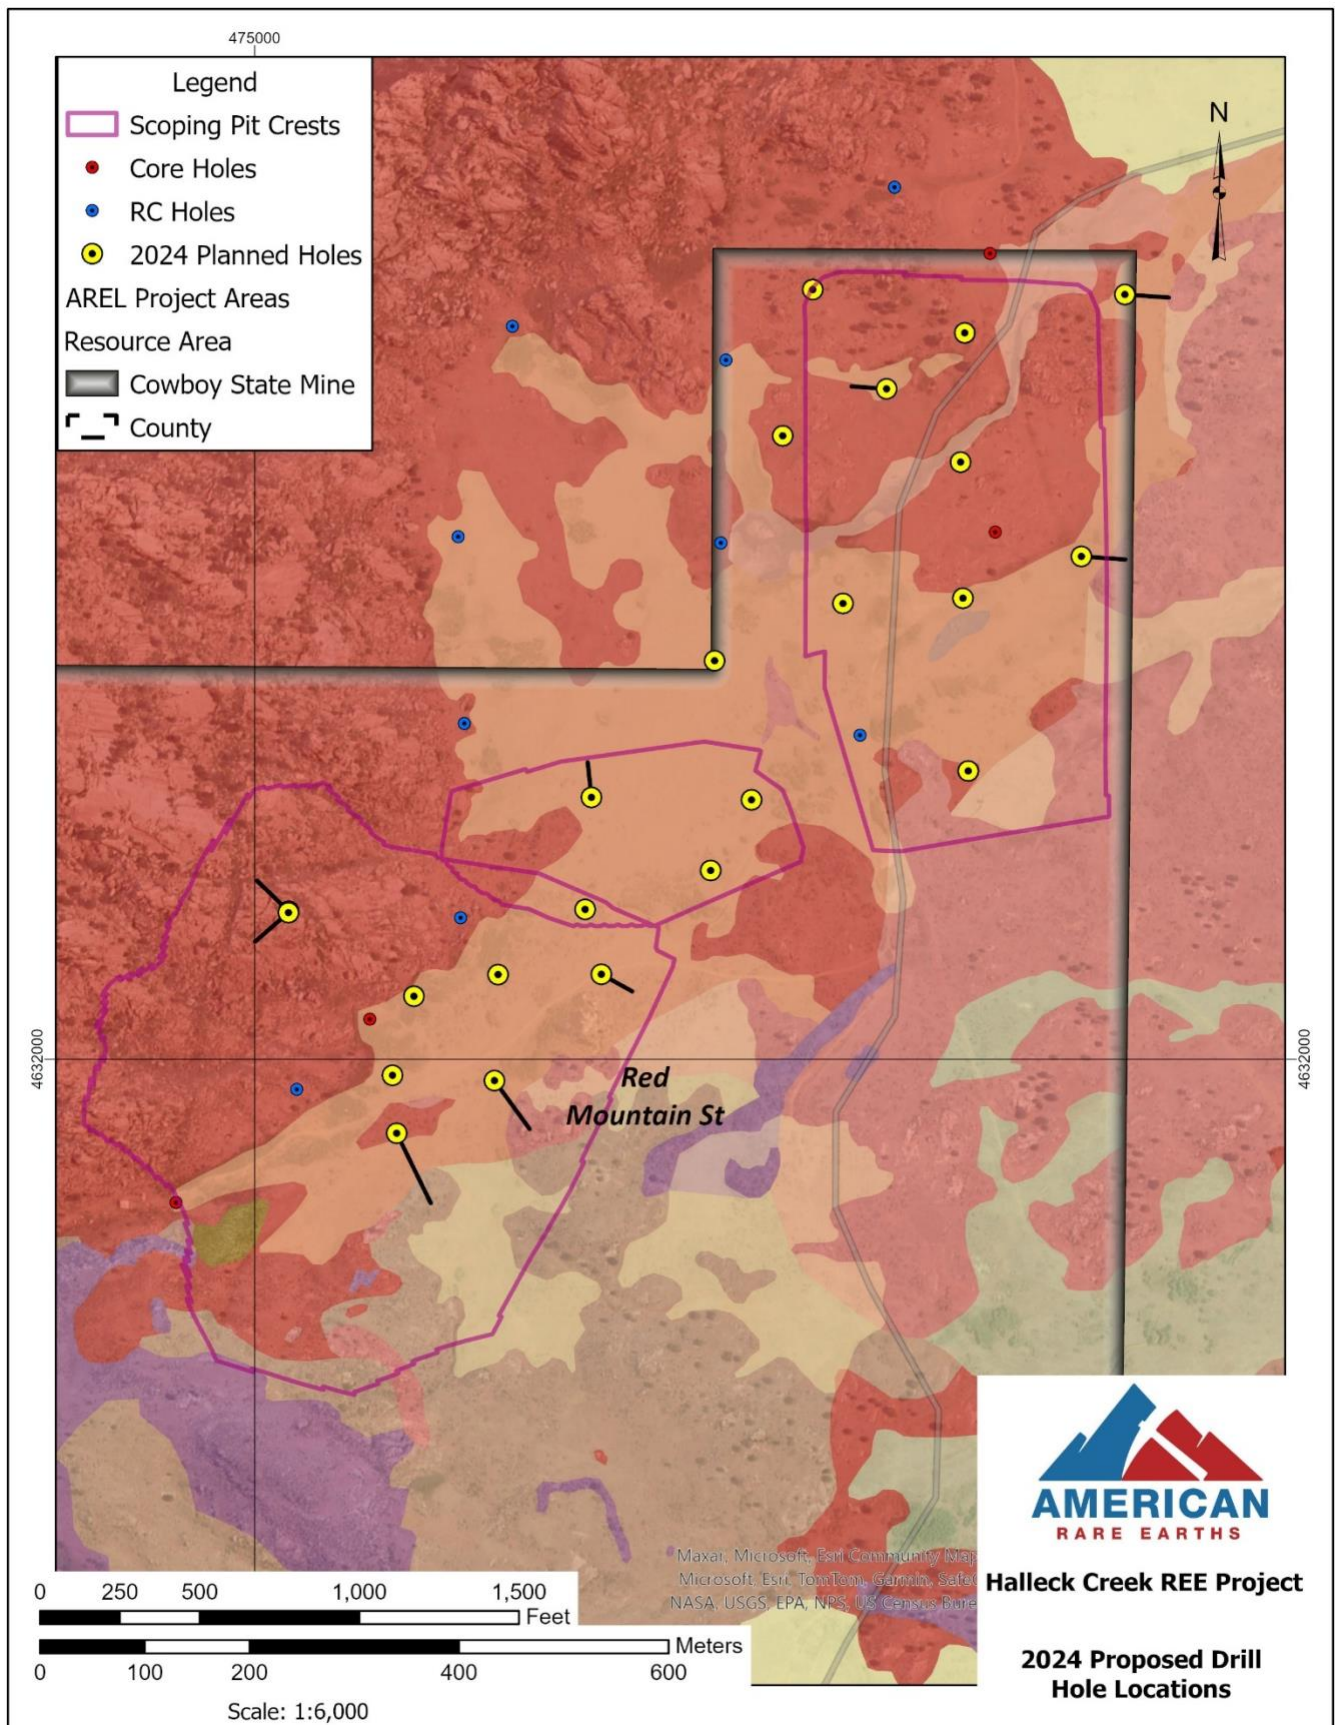 475000
Legend
Scoping Pit Crests
Core Holes
RC Holes
2024 Planned Holes
AREL Project Areas
Resource Area
Cowboy State Mine
County
N
4632000
4632000
Red
Mountain St
AMERICAN
RARE EARTHS
Halleck Creek REE Project
2024 Proposed Drill
Hole Locations
Maxar, Microsoft, Esri Community Map
Microsoft, Esri, TomTom, Garmin, Safe
NASA, USGS, EPA, NPS, US Census Bure
0 250 500 1,000 1,500
Feet
Meters
0 100 200 400 600
Scale: 1:6,000